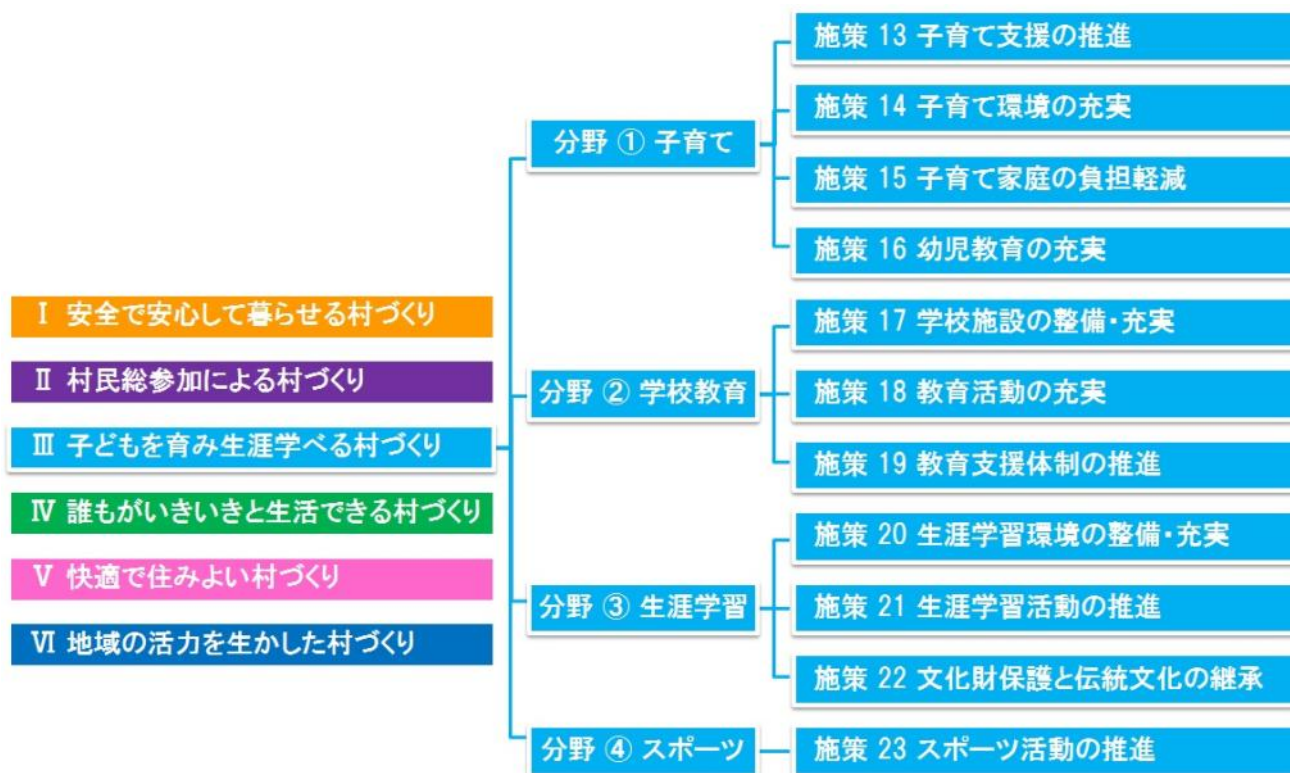 Ⅰ 安全で安心して暮らせる村づくり
Ⅱ 村民総参加による村づくり
Ⅲ 子どもを育み生涯学べる村づくり
Ⅳ 誰もがいきいきと生活できる村づくり
Ⅴ 快適で住みよい村づくり
Ⅵ 地域の活力を生かした村づくり
分野 ① 子育て
施策 13 子育て支援の推進
施策 14 子育て環境の充実
施策 15 子育て家庭の負担軽減
施策 16 幼児教育の充実
分野 ② 学校教育
施策 17 学校施設の整備・充実
施策 18 教育活動の充実
施策 19 教育支援体制の推進
分野 ③ 生涯学習
施策 20 生涯学習環境の整備・充実
施策 21 生涯学習活動の推進
施策 22 文化財保護と伝統文化の継承
分野 ④ スポーツ
施策 23 スポーツ活動の推進